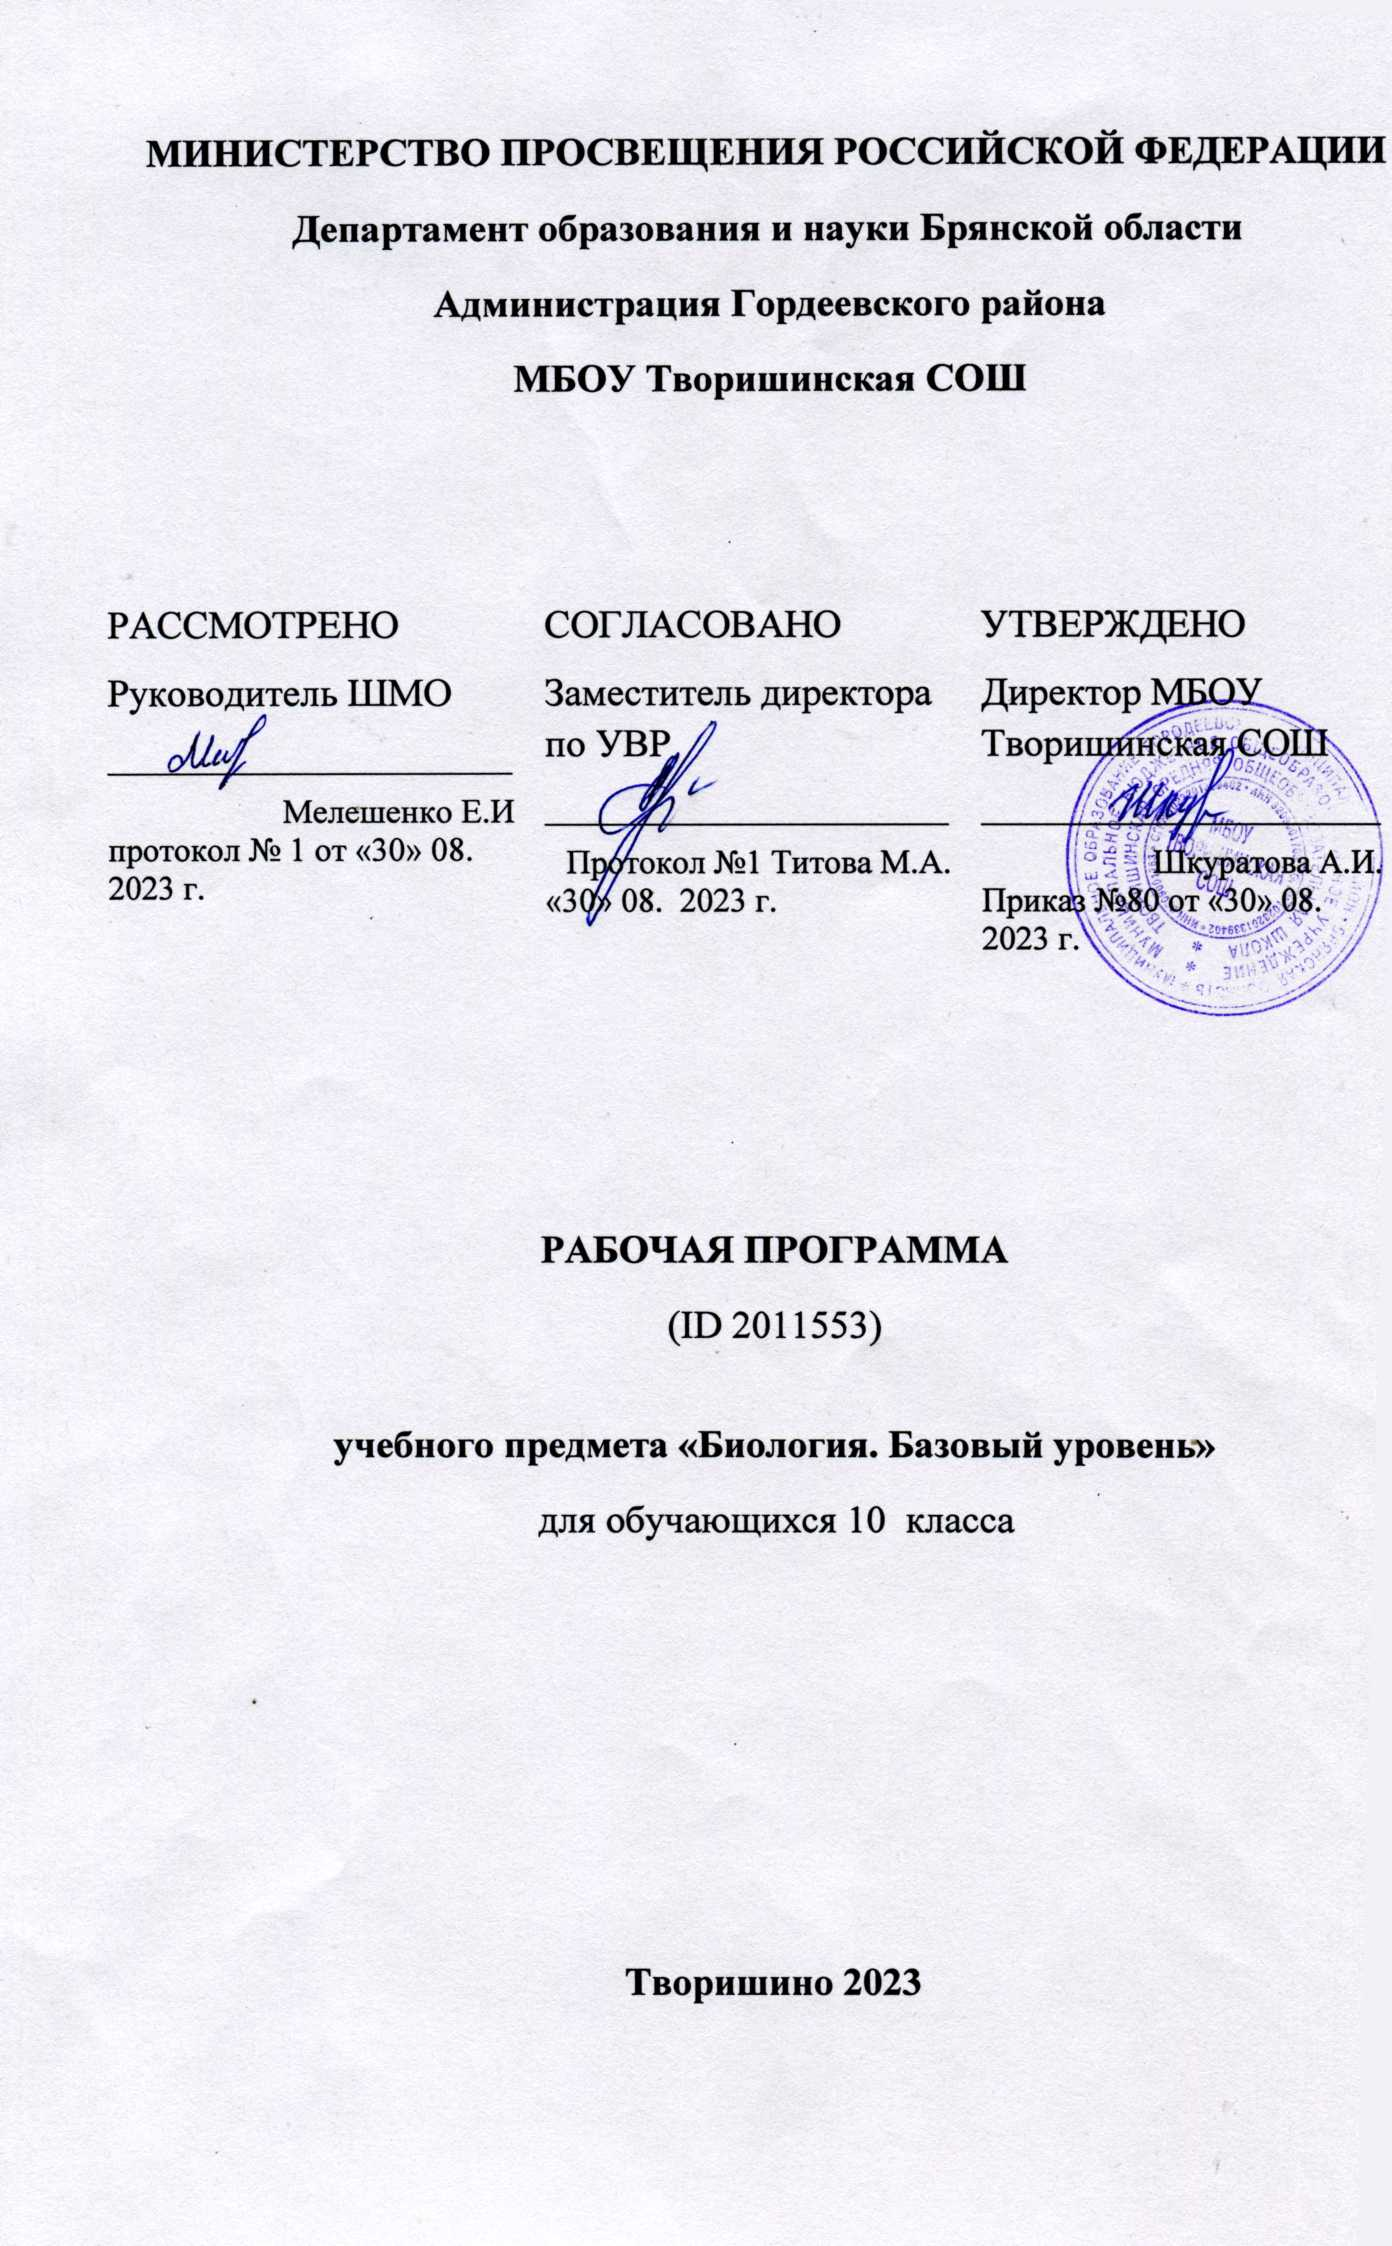 МИНИСТЕРСТВО ПРОСВЕЩЕНИЯ РОССИЙСКОЙ ФЕДЕРАЦИИ
Департамент образования и науки Брянской области
Администрация Гордеевского района
МБОУ Творишинская СОШ
РАССМОТРЕНО
Руководитель ШМО
Мелешенко Е.И
протокол № 1 от «30» 08.
2023 г.
СОГЛАСОВАНО
Заместитель директора
по УВР
Протокол №1 Титова М.А.
«30» 08. 2023 г.
УТВЕРЖДЕНО
Директор МБОУ
Творишинская СОШ
Шкуратова А.И.
Приказ №80 от «30» 08.
2023 г.
МБОУ
СОШ
РАБОЧАЯ ПРОГРАММА
(ID 2011553)
учебного предмета «Биология. Базовый уровень»
для обучающихся 10 класса
Творишино 2023